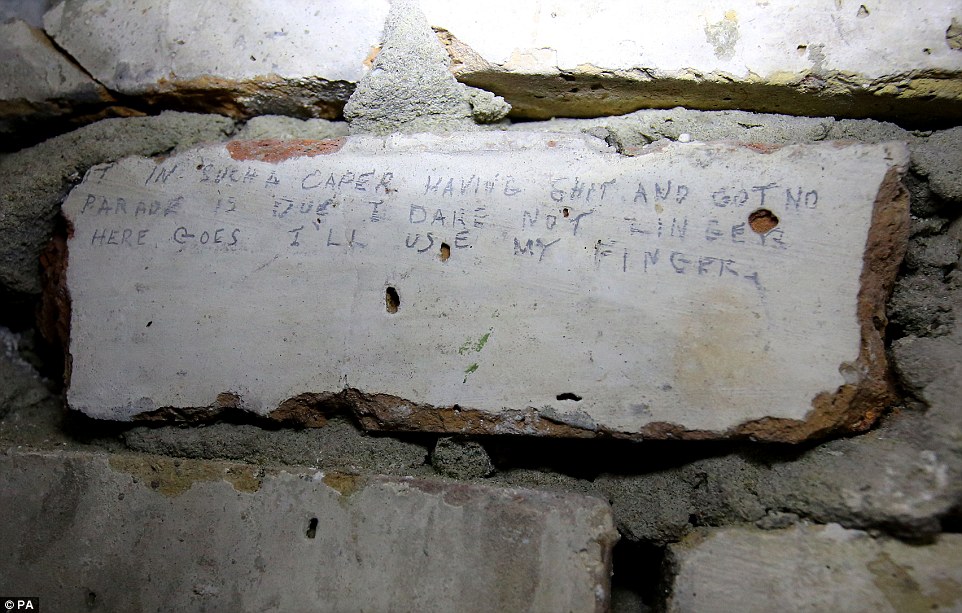 T IN SUCH A CAPER HAVING SHIT AND GOT NO
PARADE IS DUE I DARE NOT LINGER
HERE GOES I'LL USE MY FINGER
© PA